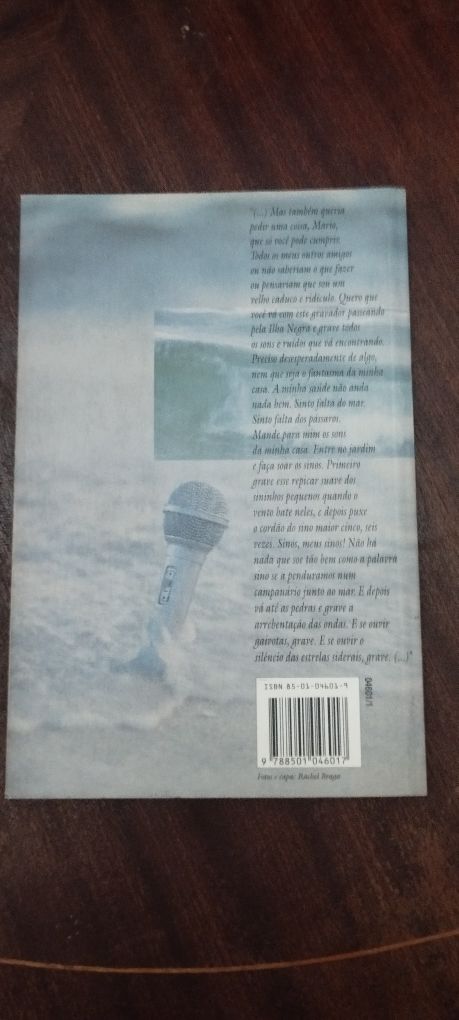 "(...) Mas também queria
pedir uma coisa, Mario,
que só você pode cumprir.
Todos os meus outros amigos
ou não saberiam o que fazer
ou pensariam que sou um
velho caduco e ridículo. Quero que
você vá com este gravador passeando
pela Ilha Negra e grave todos
os sons e ruídos que vá encontrando.
Preciso desesperadamente de algo,
nem que seja o fantasma da minha
casa. A minha saúde não anda
nada bem. Sinto falta do mar.
Sinto falta dos pássaros.
Mande para mim os sons
da minha casa. Entre no jardim
e faça soar os sinos. Primeiro
grave esse repicar suave dos
sininhos pequenos quando o
vento bate neles, e depois puxe
o cordão do sino maior cinco, seis
vezes. Sinos, meus sinos! Não há
nada que soe tão bem como a palavra
sino se a penduramos num
campanário junto ao mar. E depois
vá até as pedras e grave a
arrebentação das ondas. E se ouvir
gaivotas, grave. E se ouvir o
silêncio das estrelas siderais, grave. (...)"
ISBN 85-01-04601-9
04601/1
9 788501 046017
Fotos e capa: Rachel Braga